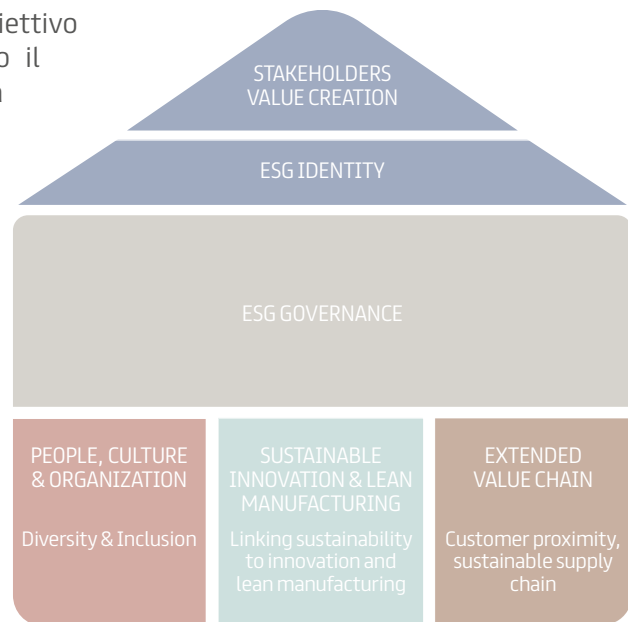 iettivo
o il
STAKEHOLDERS
VALUE CREATION
ESG IDENTITY
ESG GOVERNANCE
PEOPLE, CULTURE
& ORGANIZATION
Diversity & Inclusion
SUSTAINABLE
INNOVATION & LEAN
MANUFACTURING
Linking sustainability
to innovation and
lean manufacturing
EXTENDED
VALUE CHAIN
Customer proximity,
sustainable supply
chain